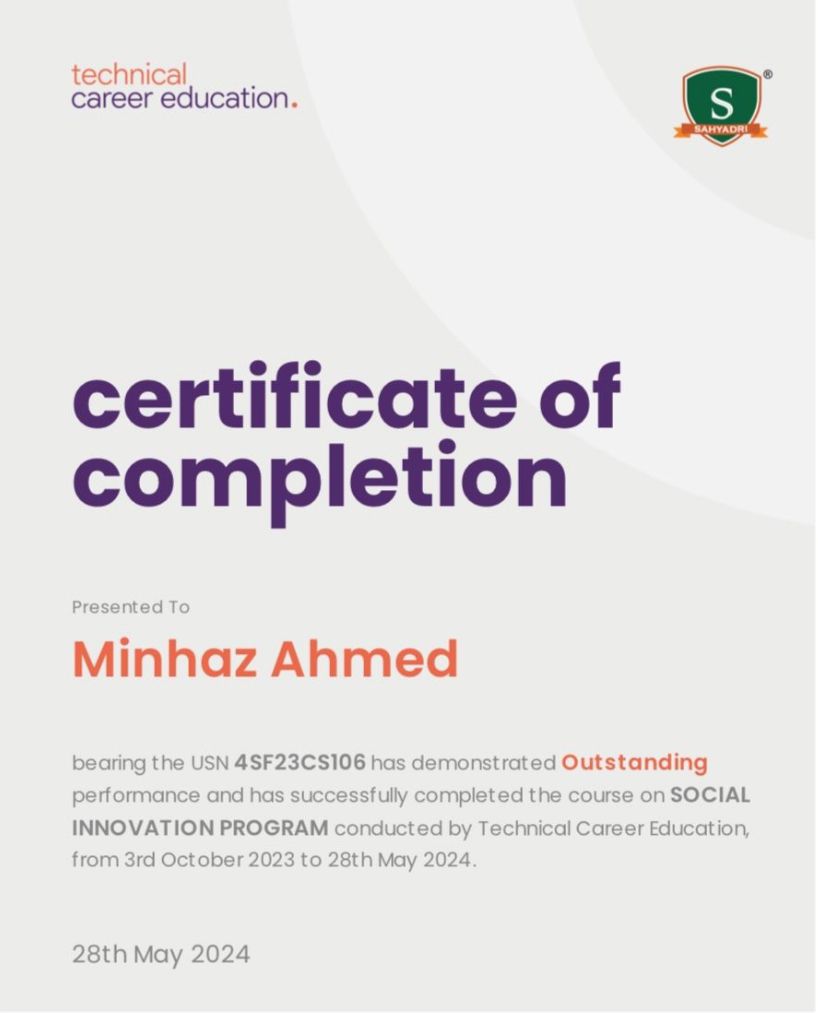 technical
career education.
®
S
SAHYADRI
certificate of
completion
Presented To
Minhaz Ahmed
bearing the USN 4SF23CS106 has demonstrated Outstanding
performance and has successfully completed the course on SOCIAL
INNOVATION PROGRAM conducted by Technical Career Education,
from 3rd October 2023 to 28th May 2024.
28th May 2024